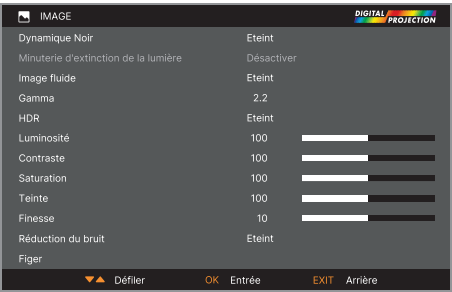 IMAGE DIGITAL PROJECTION
Dynamique Noir Eteint
Minuterie d'extinction de la lumière Désactiver
Image fluide Eteint
Gamma 2.2
HDR Eteint
Luminosité 100
Contraste 100
Saturation 100
Teinte 100
Finesse 10
Réduction du bruit Eteint
Figer
Défiler OK Entrée EXIT Arrière